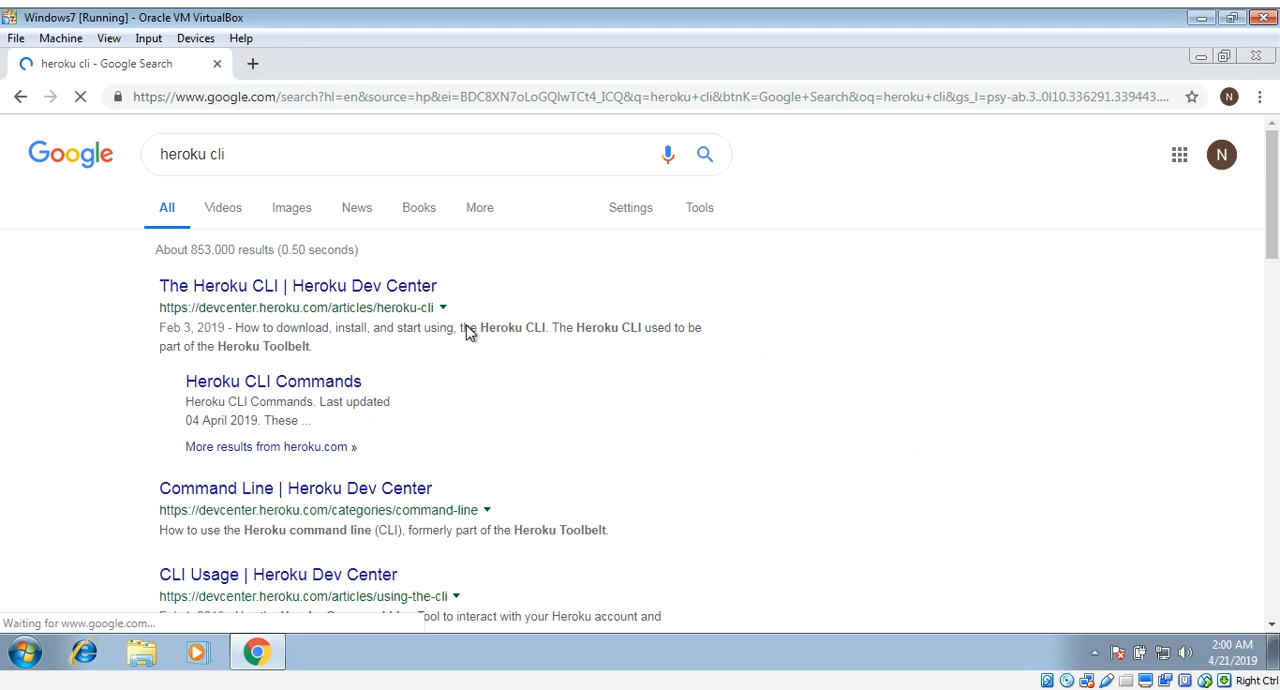 Windows7 [Running] - Oracle VM VirtualBox
File Machine View Input Devices Help
heroku cli - Google Search
https://www.google.com/search?hl=en&source=hp&ei=BDC8XN7oLoGQlwTCt4_ICQ&q=heroku+cli&btnK=Google+Search&oq=heroku+cli&gs_l=psy-ab.3..0l10.336291.339443....
N
Google
heroku cli
N
All Videos Images News Books More Settings Tools
About 853,000 results (0.50 seconds)
The Heroku CLI | Heroku Dev Center
https://devcenter.heroku.com/articles/heroku-cli
Feb 3, 2019 - How to download, install, and start using, the Heroku CLI. The Heroku CLI used to be
part of the Heroku Toolbelt.
Heroku CLI Commands
Heroku CLI Commands. Last updated
04 April 2019. These ...
More results from heroku.com »
Command Line | Heroku Dev Center
https://devcenter.heroku.com/categories/command-line
How to use the Heroku command line (CLI), formerly part of the Heroku Toolbelt.
CLI Usage | Heroku Dev Center
https://devcenter.heroku.com/articles/using-the-cli
Tool to interact with your Heroku account and
Waiting for www.google.com...
2:00 AM
4/21/2019
Right Ctrl